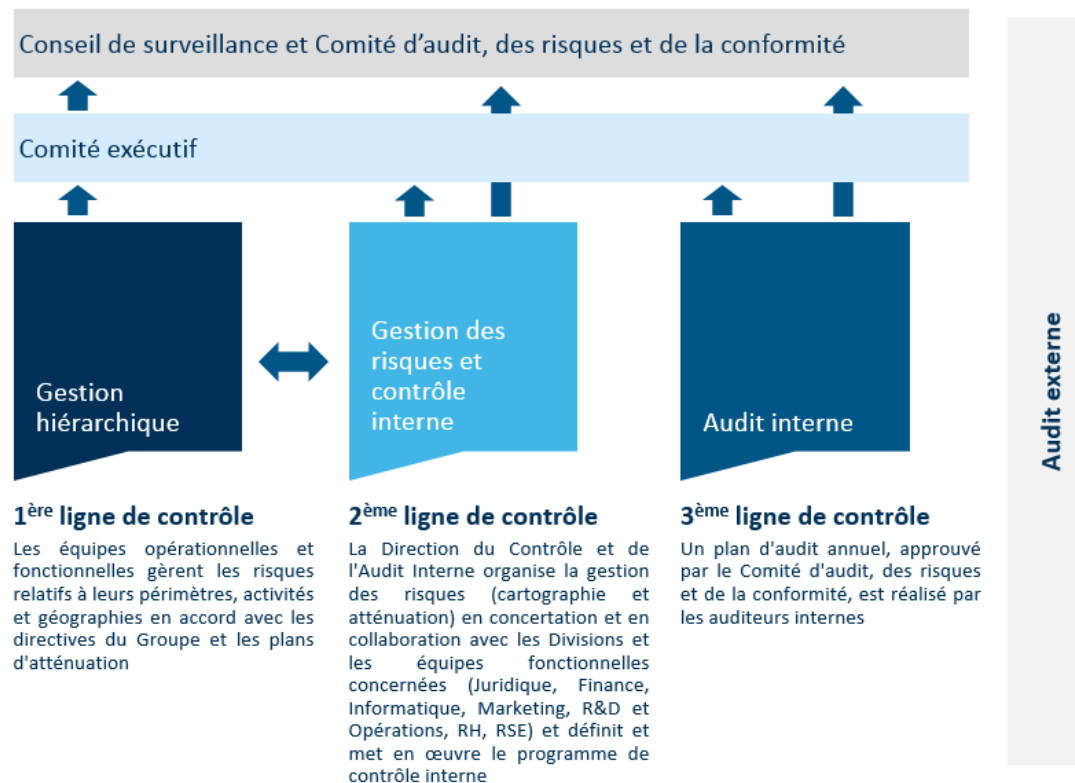 Conseil de surveillance et Comité d'audit, des risques et de la conformité
Comité exécutif
Gestion
hiérarchique
Gestion des
risques et
contrôle
interne
Audit interne
1ère ligne de contrôle
Les équipes opérationnelles et
fonctionnelles gèrent les risques
relatifs à leurs périmètres, activités
et géographies en accord avec les
directives du Groupe et les plans
d'atténuation
2ème ligne de contrôle
La Direction du Contrôle et de
l'Audit Interne organise la gestion
des risques (cartographie et
atténuation) en concertation et en
collaboration avec les Divisions et
les équipes fonctionnelles
concernées (Juridique, Finance,
Informatique, Marketing, R&D et
Opérations, RH, RSE) et définit et
met en œuvre le programme de
contrôle interne
3ème ligne de contrôle
Un plan d'audit annuel, approuvé
par le Comité d'audit, des risques
et de la conformité, est réalisé par
les auditeurs internes
Audit externe